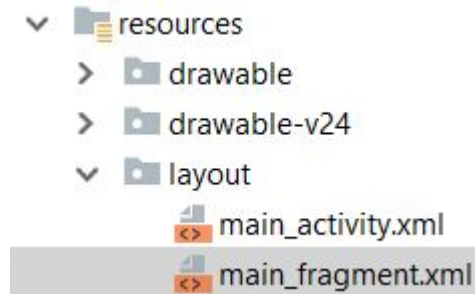 resources
drawable
drawable-v24
layout
main_activity.xml
main_fragment.xml